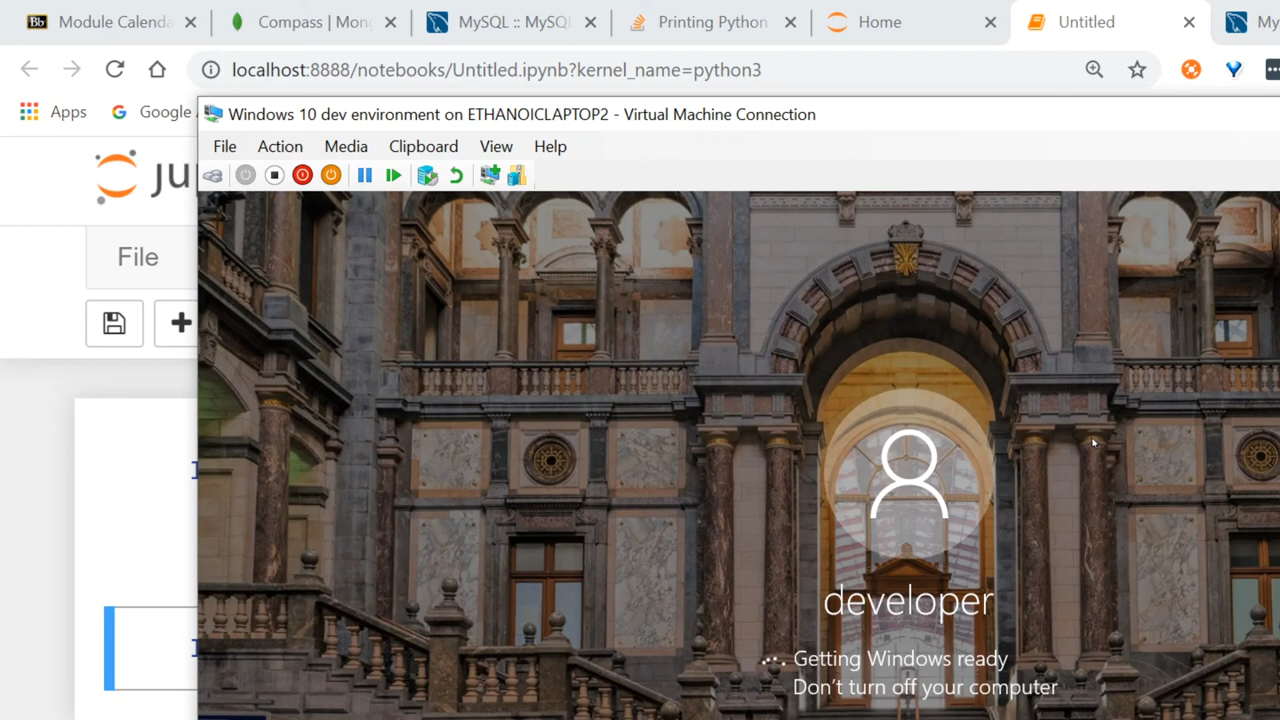 Bb Module Calenda
Compass | Mon
MySQL :: MySQL
Printing Python
Home
Untitled
My
localhost:8888/notebooks/Untitled.ipynb?kernel_name=python3
Apps
Google
Windows 10 dev environment on ETHANOICLAPTOP2 - Virtual Machine Connection
File Action Media Clipboard View Help
ju
File
developer
Getting Windows ready
Don't turn off your computer